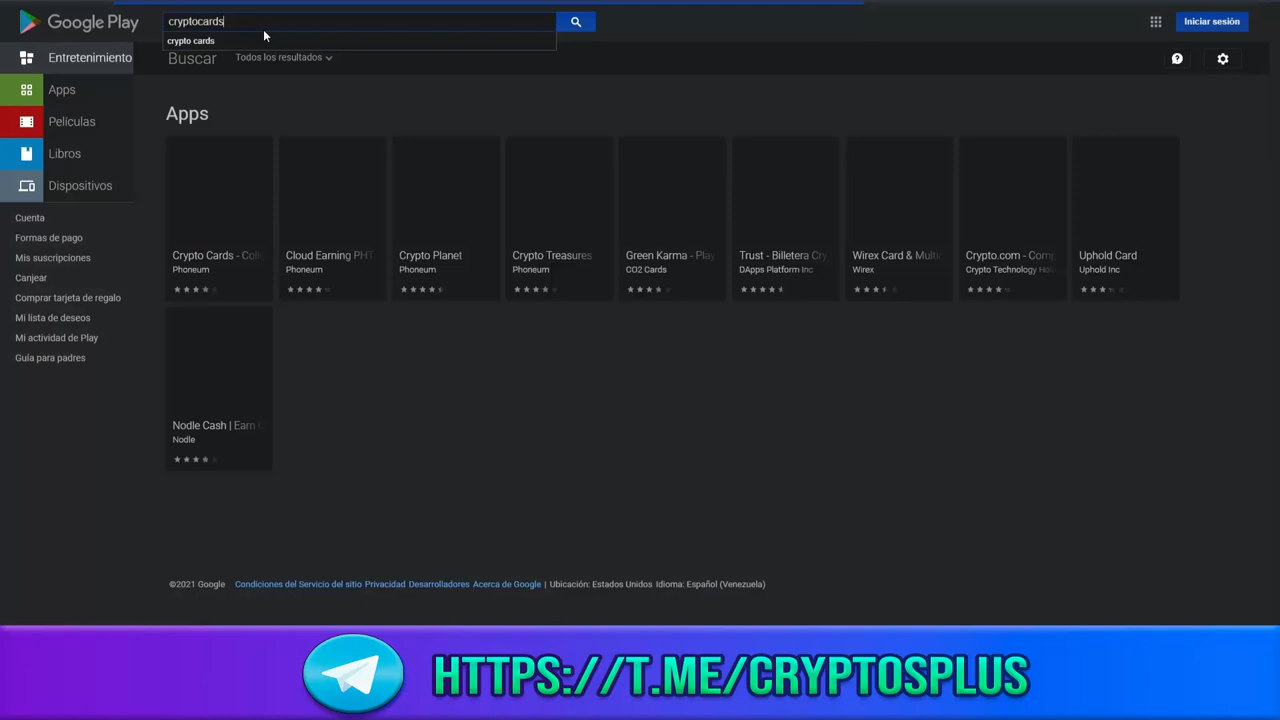 Google Play
cryptocards
Iniciar sesión
crypto cards
Entretenimiento
Buscar
Todos los resultados
Apps
Películas
Libros
Dispositivos
Cuenta
Formas de pago
Mis suscripciones
Canjear
Comprar tarjeta de regalo
Mi lista de deseos
Mi actividad de Play
Guía para padres
Apps
Crypto Cards - Coll
Phoneum
Cloud Earning PHT
Phoneum
Crypto Planet
Phoneum
Crypto Treasures
Phoneum
Green Karma - Play
CO2 Cards
Trust - Billetera Cry
DApps Platform Inc
Wirex Card & Multi
Wirex
Crypto.com - Comp
Crypto Technology Hol
Uphold Card
Uphold Inc
Nodle Cash | Earn
Nodle
©2021 Google Condiciones del Servicio del sitio Privacidad Desarrolladores Acerca de Google | Ubicación: Estados Unidos Idioma: Español (Venezuela)
HTTPS://T.ME/CRYPTOSPLUS